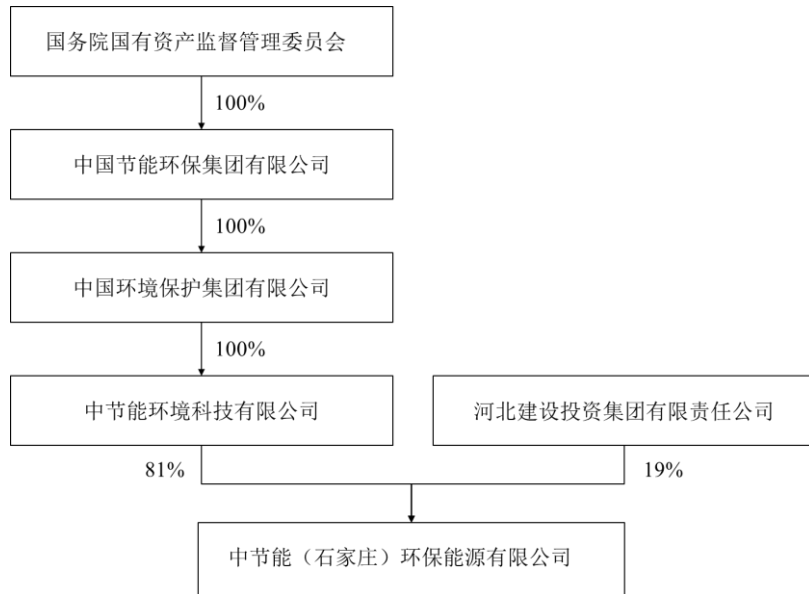 国务院国有资产监督管理委员会
100%
中国节能环保集团有限公司
100%
中国环境保护集团有限公司
100%
中节能环境科技有限公司
河北建设投资集团有限责任公司
81%
19%
中节能（石家庄）环保能源有限公司